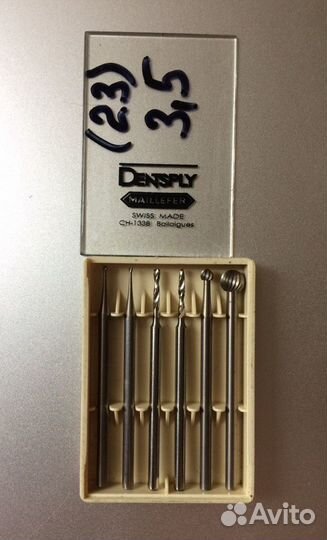 (23)
3,5
DENTSPLY
MAILLEFER
SWISS MADE
CH-1338 Ballaigues
Avito